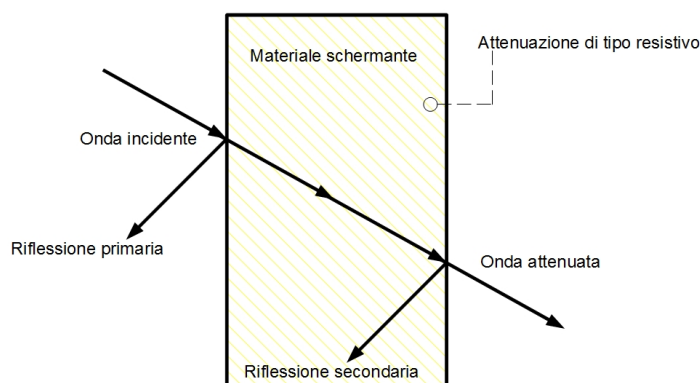 Materiale schermante
Attenuazione di tipo resistivo
Onda incidente
Riflessione primaria
Onda attenuata
Riflessione secondaria